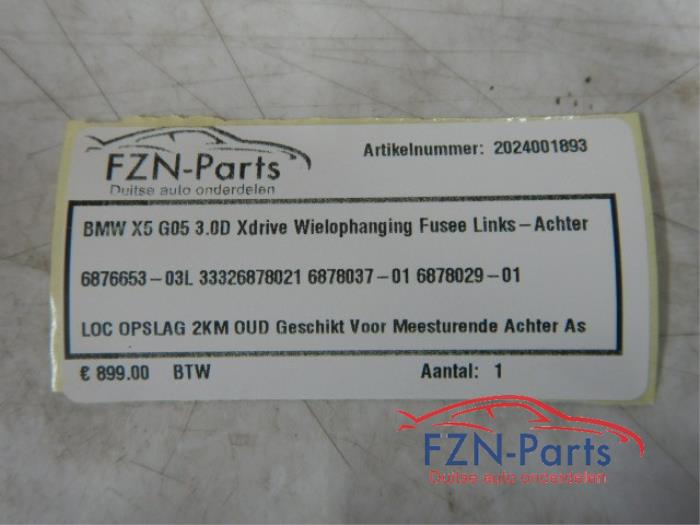 FZN-Parts
Duitse auto onderdelen
Artikelnummer: 2024001893
BMW X5 G05 3.0D Xdrive Wielophanging Fusee Links-Achter
6876653-03L 33326878021 6878037-01 6878029-01
LOC OPSLAG 2KM OUD Geschikt Voor Meesturende Achter As
€ 899.00 BTW Aantal: 1
FZN-Parts
Duitse auto onderdelen